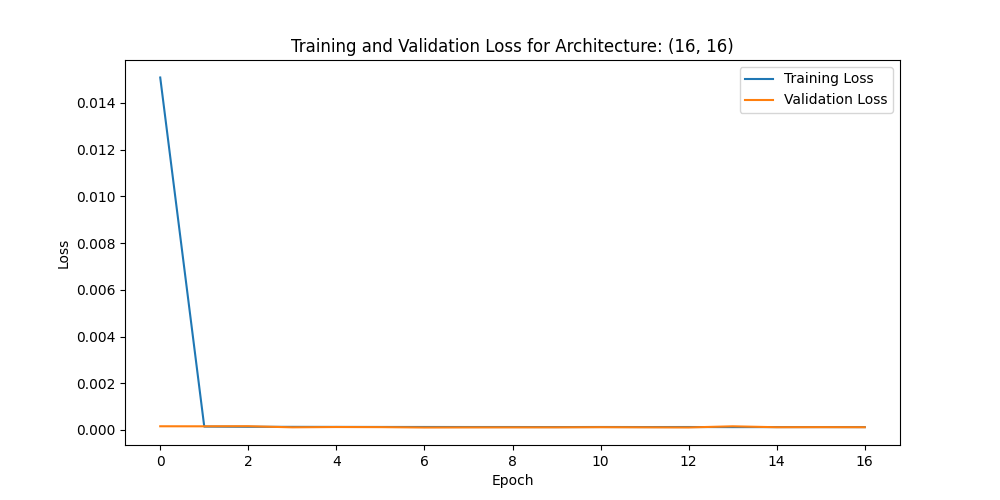 Training and Validation Loss for Architecture: (16, 16)
Training Loss
Validation Loss
0.014
0.012
0.010
0.008
0.006
0.004
0.002
0.000
Loss
0 2 4 6 8 10 12 14 16
Epoch